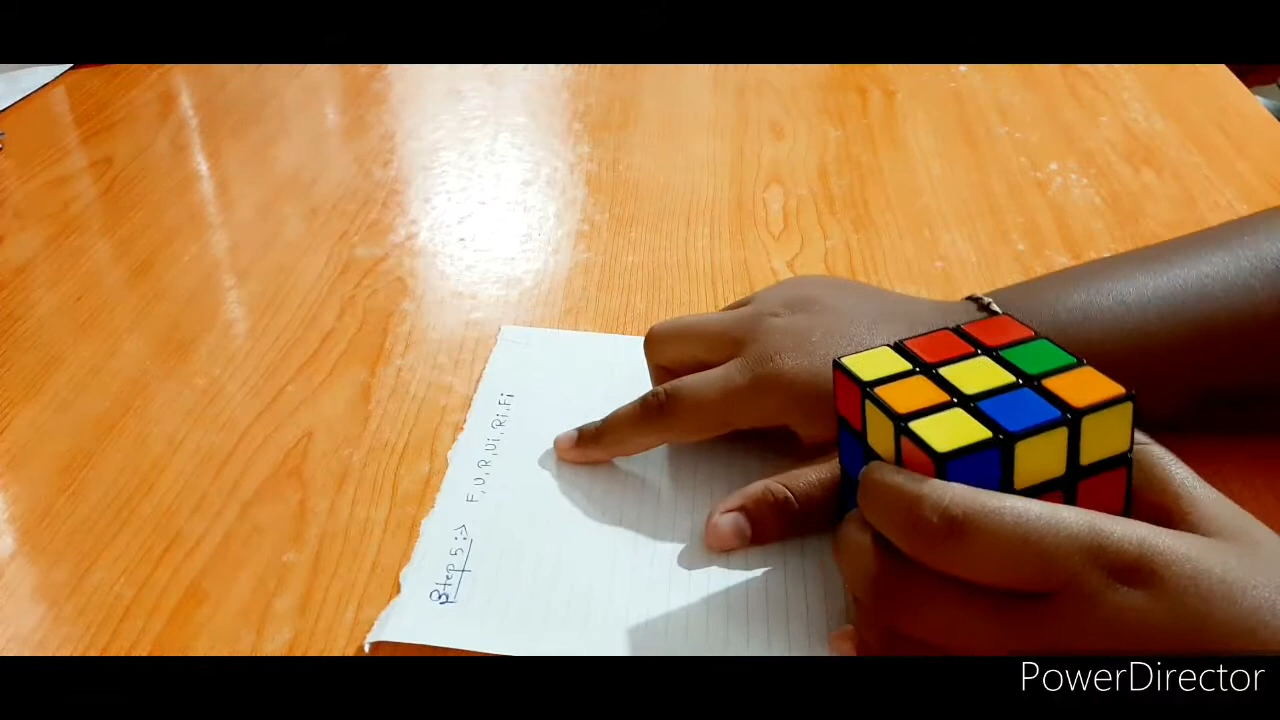 Step 5 :->
F, U, R, Ui, Ri, Fi
PowerDirector